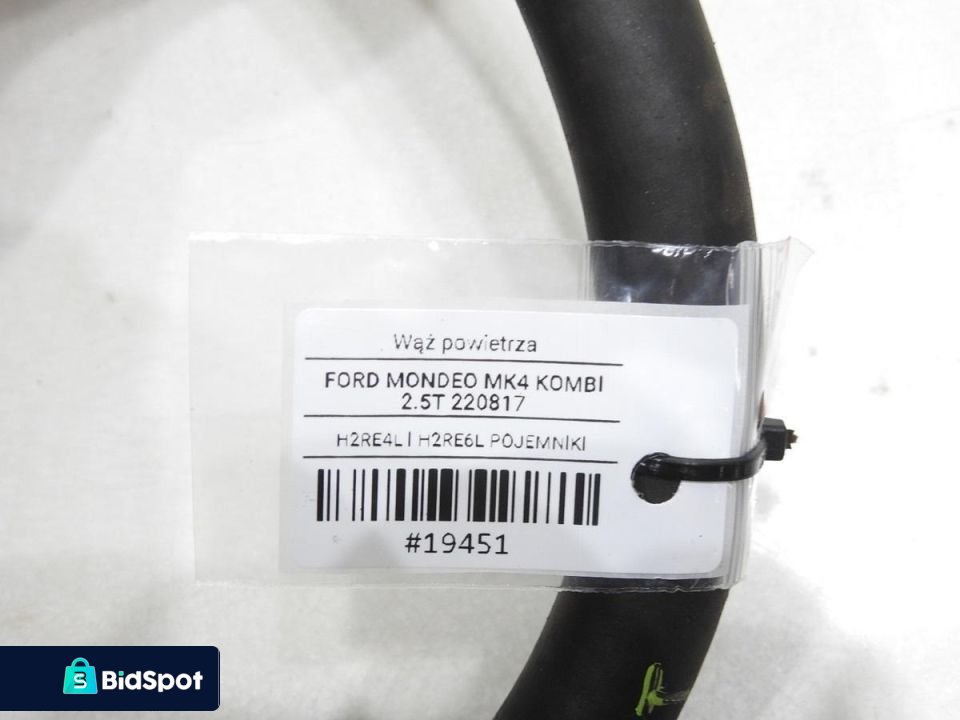 Wąż powietrza
FORD MONDEO MK4 KOMBI
2.5T 220817
H2RE4L | H2RE6L POJEMNIKI
#19451
BidSpot